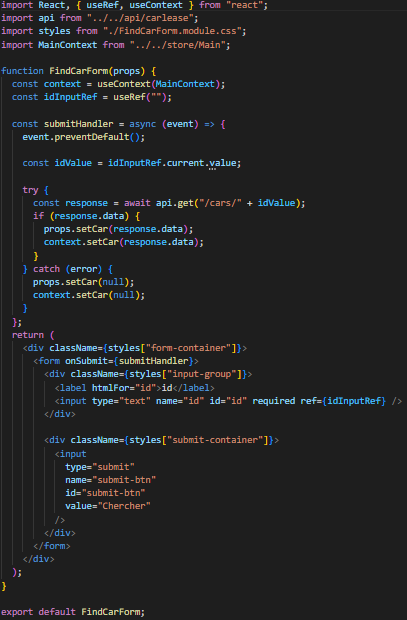 import React, { useRef, useContext } from "react";
import api from "../../api/carlease";
import styles from "./FindCarForm.module.css";
import MainContext from "../../store/Main";

function FindCarForm(props) {
  const context = useContext(MainContext);
  const idInputRef = useRef("");

  const submitHandler = async (event) => {
    event.preventDefault();

    const idValue = idInputRef.current.value;

    try {
      const response = await api.get("/cars/" + idValue);
      if (response.data) {
        props.setCar(response.data);
        context.setCar(response.data);
      }
    } catch (error) {
      props.setCar(null);
      context.setCar(null);
    }
  };
  return (
    <div className={styles["form-container"]}>
      <form onSubmit={submitHandler}>
        <div className={styles["input-group"]}>
          <label htmlFor="id">id</label>
          <input type="text" name="id" id="id" required ref={idInputRef} />
        </div>

        <div className={styles["submit-container"]}>
          <input
            type="submit"
            name="submit-btn"
            id="submit-btn"
            value="Chercher"
          />
        </div>
      </form>
    </div>
  );
}

export default FindCarForm;